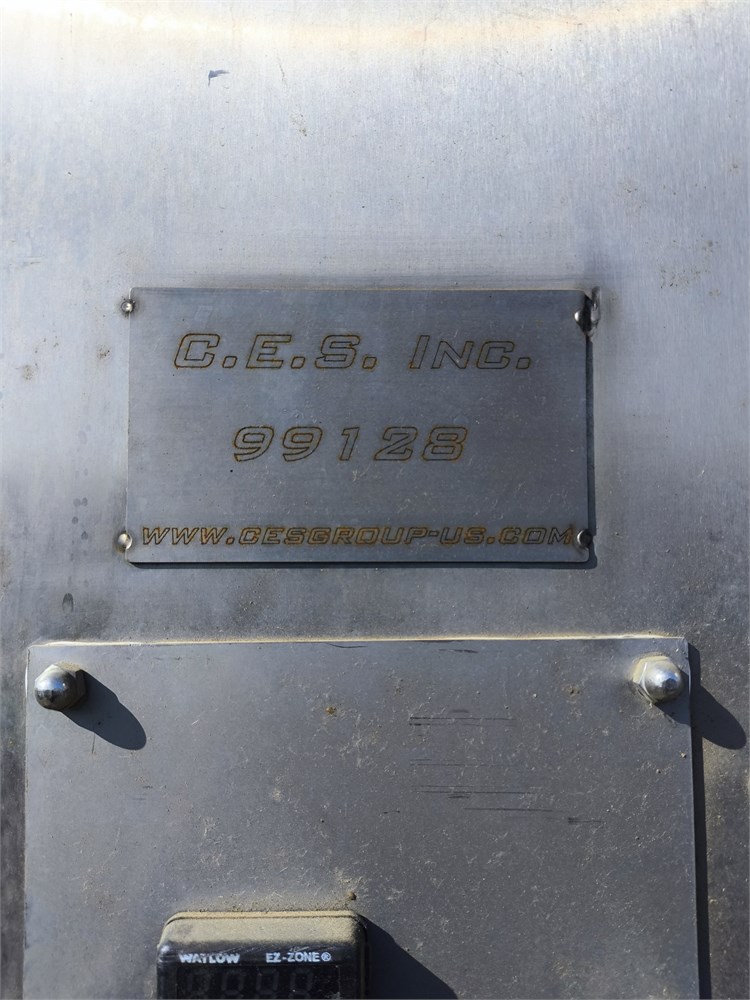 C.E.S. INC.
99128
WWW.CESGROUP-US.COM
WATLOW EZ-ZONE®